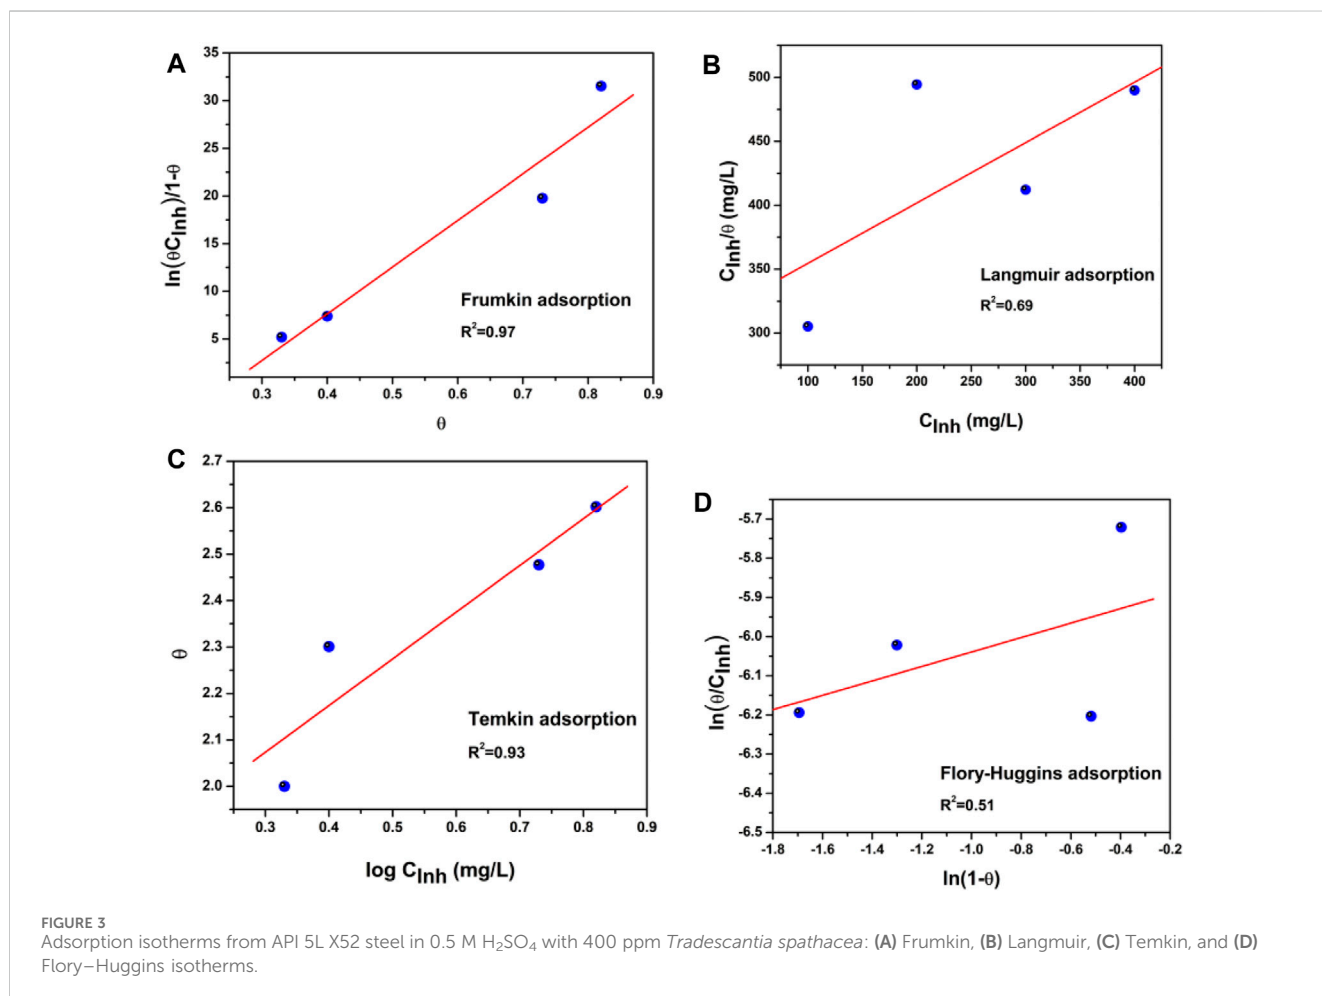 A
35
30
25
20
15
10
5
0.3 0.4 0.5 0.6 0.7 0.8 0.9
ln(θC_Inh)/1-θ
θ
Frumkin adsorption
R²=0.97
B
500
450
400
350
300
100 150 200 250 300 350 400
C_Inh/θ (mg/L)
C_Inh (mg/L)
Langmuir adsorption
R²=0.69
C
2.7
2.6
2.5
2.4
2.3
2.2
2.1
2.0
0.3 0.4 0.5 0.6 0.7 0.8 0.9
θ
log C_Inh (mg/L)
Temkin adsorption
R²=0.93
D
-5.7
-5.8
-5.9
-6.0
-6.1
-6.2
-6.3
-6.4
-6.5
-1.8 -1.6 -1.4 -1.2 -1.0 -0.8 -0.6 -0.4 -0.2
ln(θ/C_Inh)
ln(1-θ)
Flory-Huggins adsorption
R²=0.51
FIGURE 3
Adsorption isotherms from API 5L X52 steel in 0.5 M H₂SO₄ with 400 ppm Tradescantia spathacea: (A) Frumkin, (B) Langmuir, (C) Temkin, and (D)
Flory–Huggins isotherms.